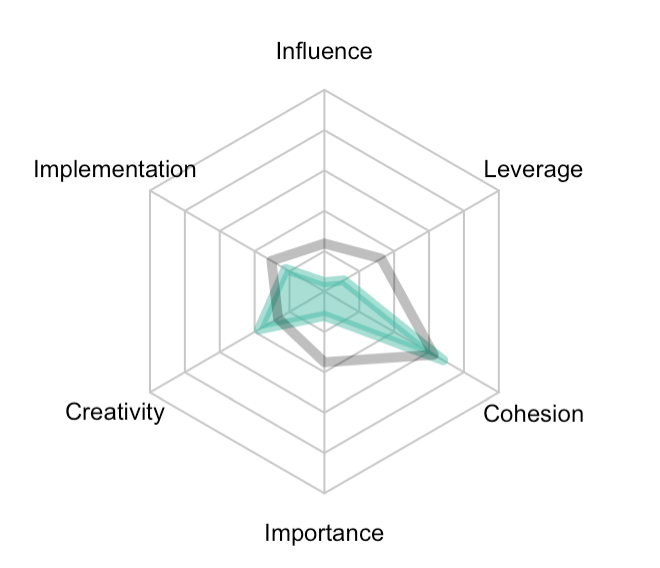 Influence
Implementation
Leverage
Creativity
Cohesion
Importance